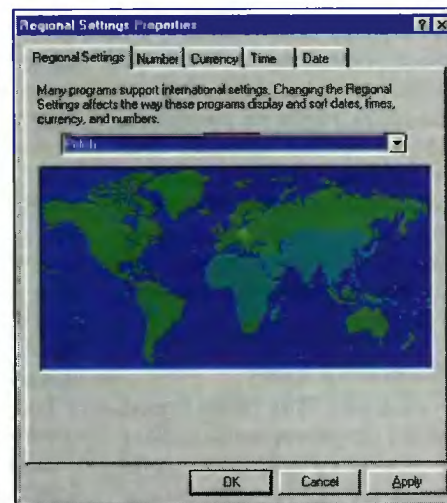 Regional Settings Properties
Regional Settings Number Currency Time Date
Many programs support international settings. Changing the Regional
Settings affects the way these programs display and sort dates, times,
currency, and numbers.
Polish
OK Cancel Apply